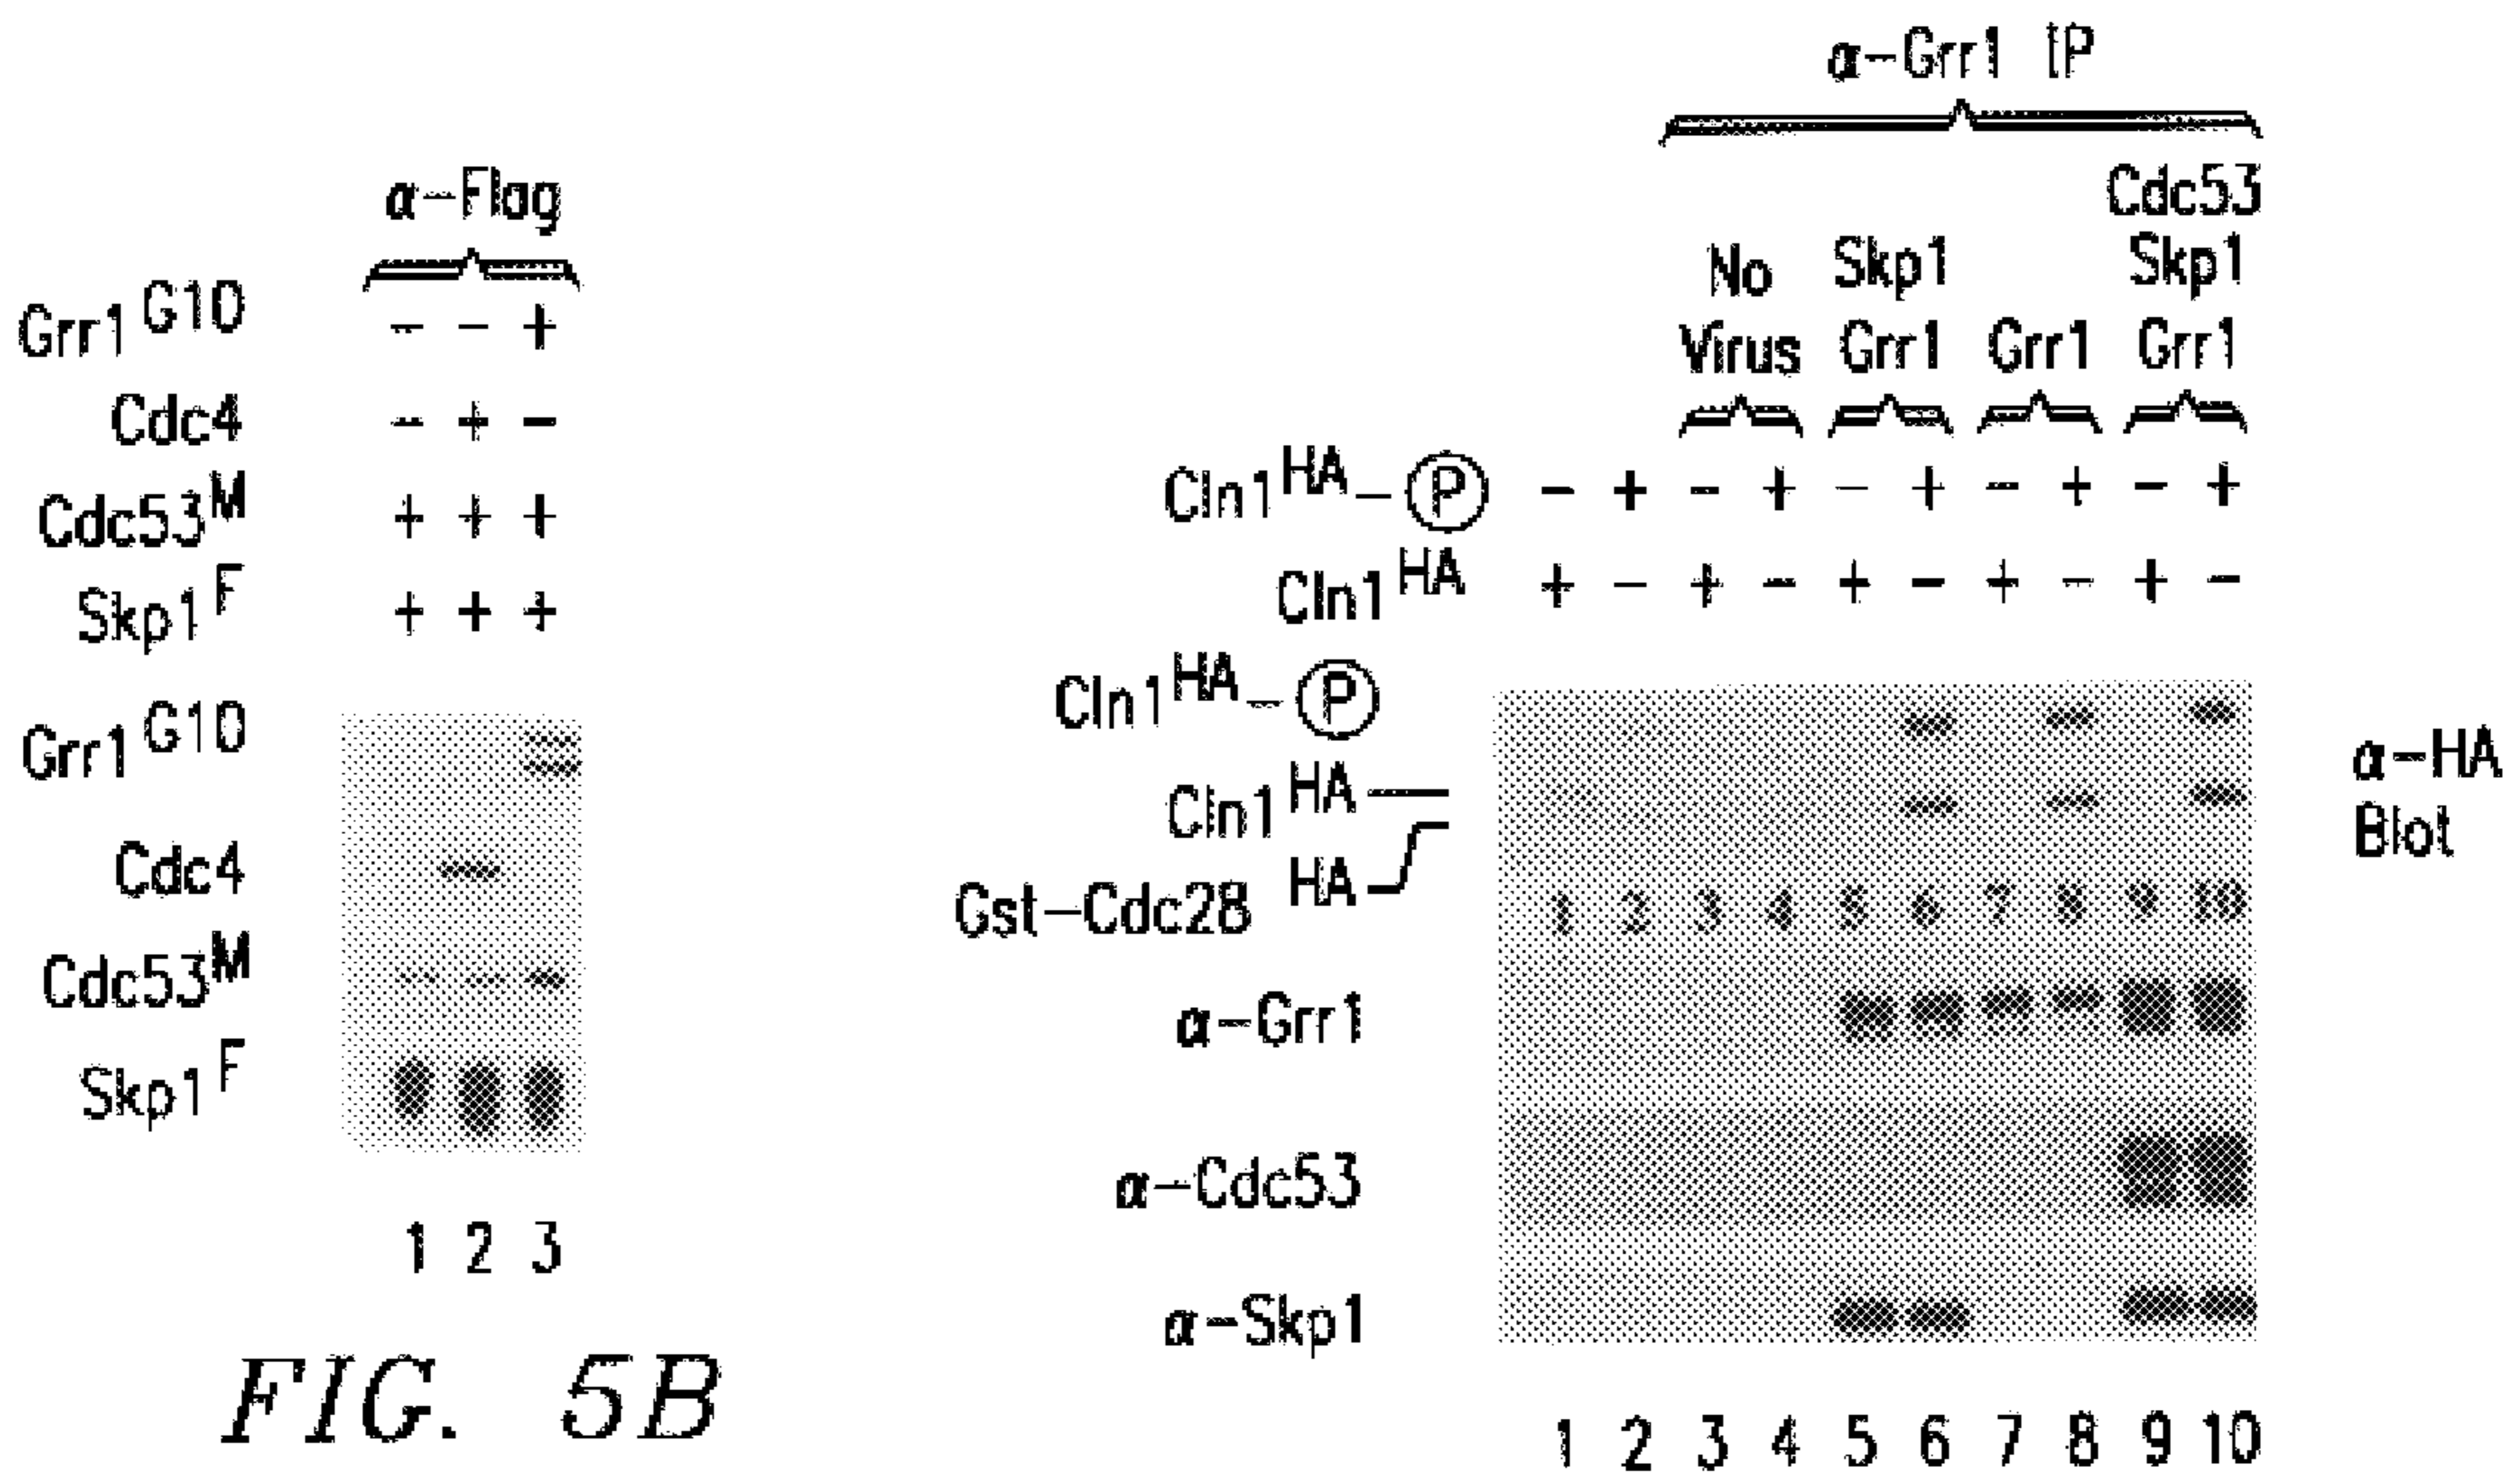 α-Flag
Grr1 G10 - - +
Cdc4 - + -
Cdc53 M + + +
Skp1 F + + +
Grr1 G10
Cdc4
Cdc53 M
Skp1 F
1 2 3
FIG. 5B
α-Grr1 IP
Cdc53
No Skp1 Skp1
Virus Grr1 Grr1 Grr1
Cln1 HA - P - + - + - + - + - +
Cln1 HA + - + - + - + - + -
Cln1 HA - P
Cln1 HA
Gst-Cdc28 HA
α-HA
Blot
1 2 3 4 5 6 7 8 9 10
α-Grr1
α-Cdc53
α-Skp1
1 2 3 4 5 6 7 8 9 10